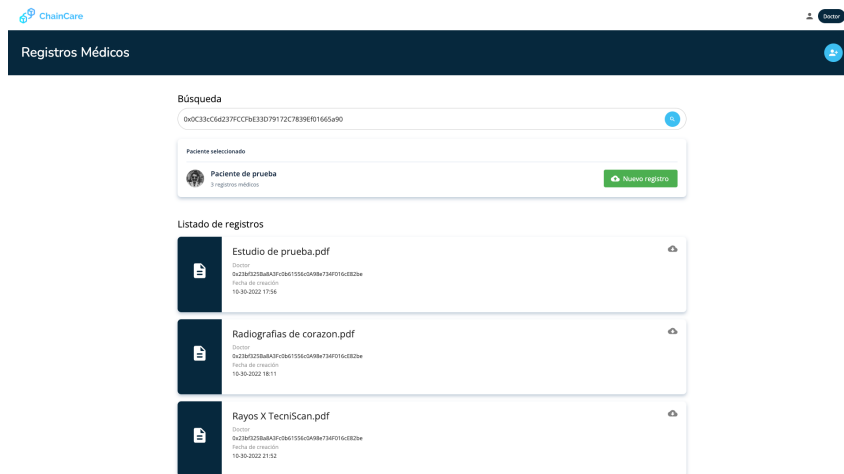 ChainCare
Doctor
Registros Médicos
Búsqueda
0x0C33cC6d237FCCFbE33D79172C7839Ef01665a90
Paciente seleccionado
Paciente de prueba
3 registros médicos
Nuevo registro
Listado de registros
Estudio de prueba.pdf
Doctor
0x23bf325Ba8A3Fc0b61556c0A98e734F016cE82be
Fecha de creación
10-30-2022 17:56
Radiografias de corazon.pdf
Doctor
0x23bf325Ba8A3Fc0b61556c0A98e734F016cE82be
Fecha de creación
10-30-2022 18:11
Rayos X TecniScan.pdf
Doctor
0x23bf325Ba8A3Fc0b61556c0A98e734F016cE82be
Fecha de creación
10-30-2022 21:52